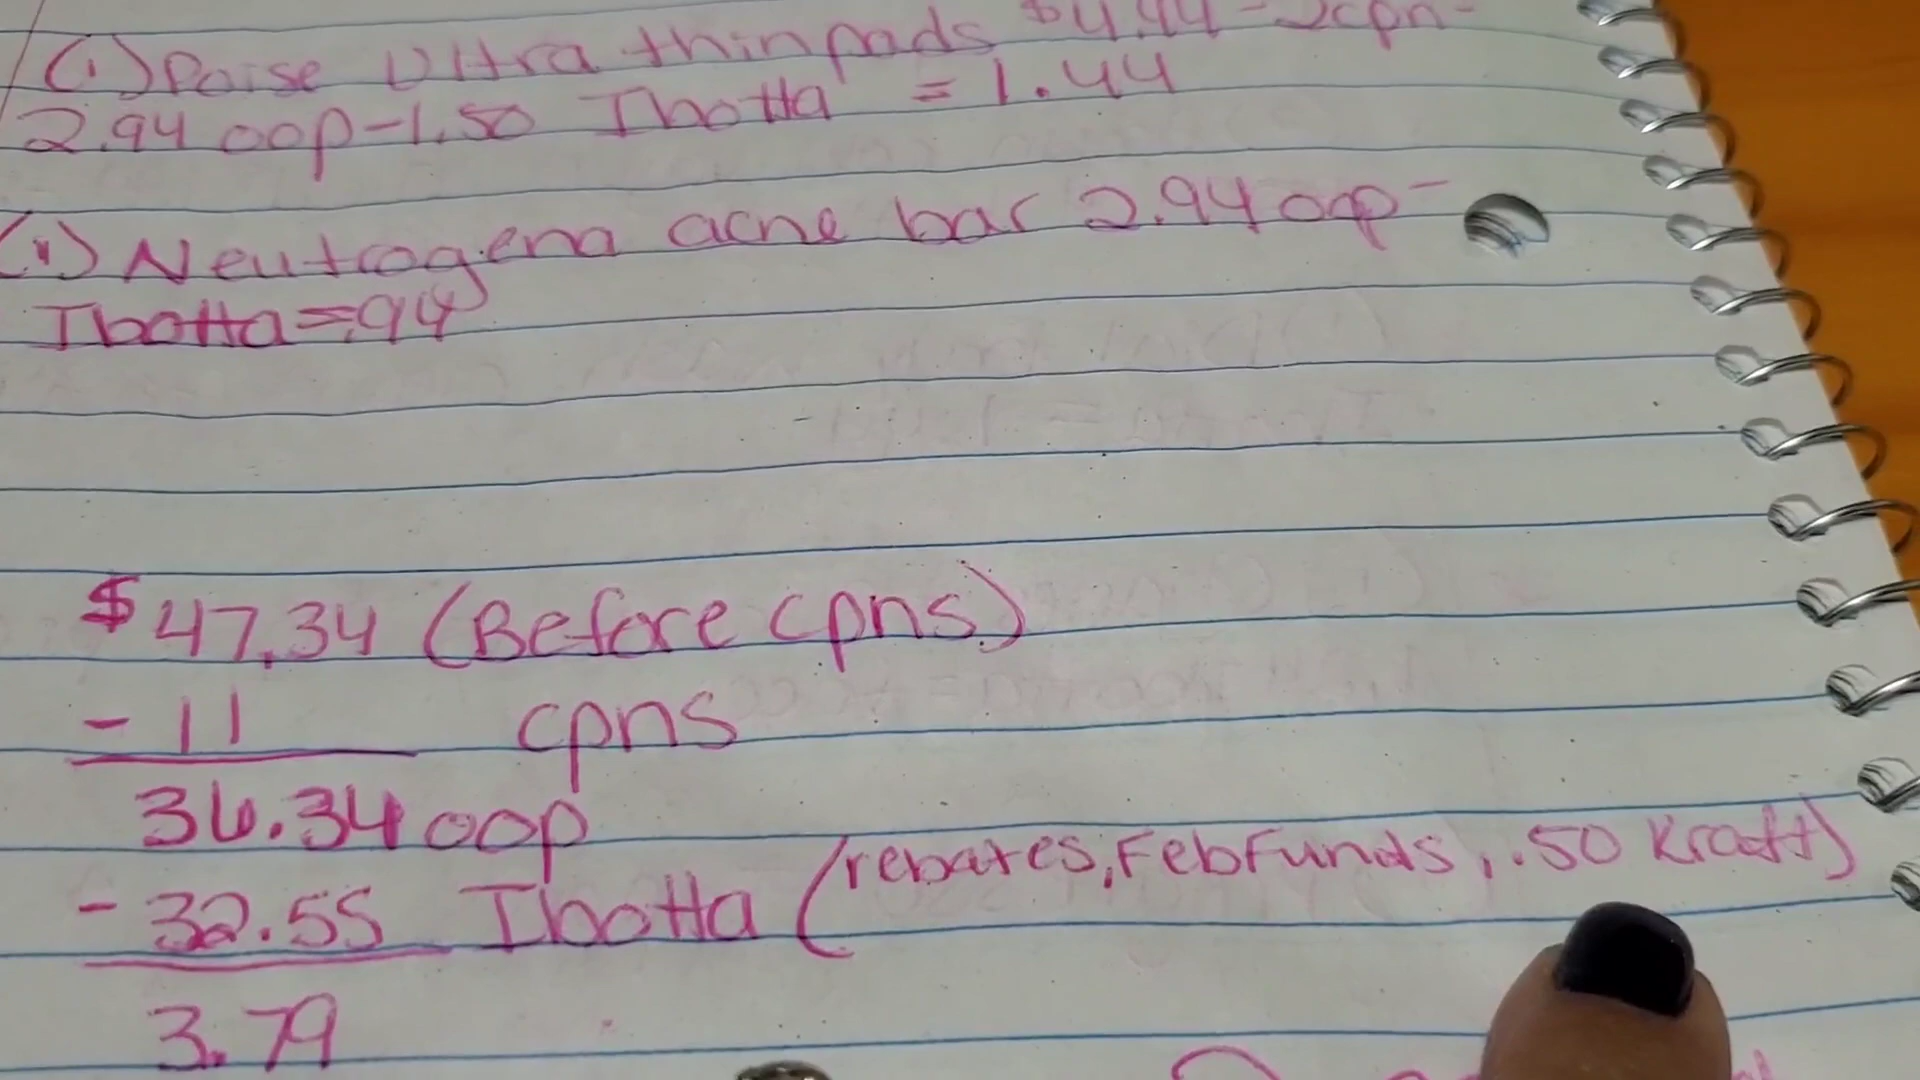 (1) Poise Ultra thin pads $4.94 - 2cpn -
2.94 oop - 1.50 Ibotta = 1.44
(1) Neutrogena acne bar 2.94 oop -
Ibotta = .94
$47.34 (Before cpns)
- 11 cpns
36.34 oop
- 32.55 Ibotta (rebates, Feb Funds, .50 Kraft)
3.79